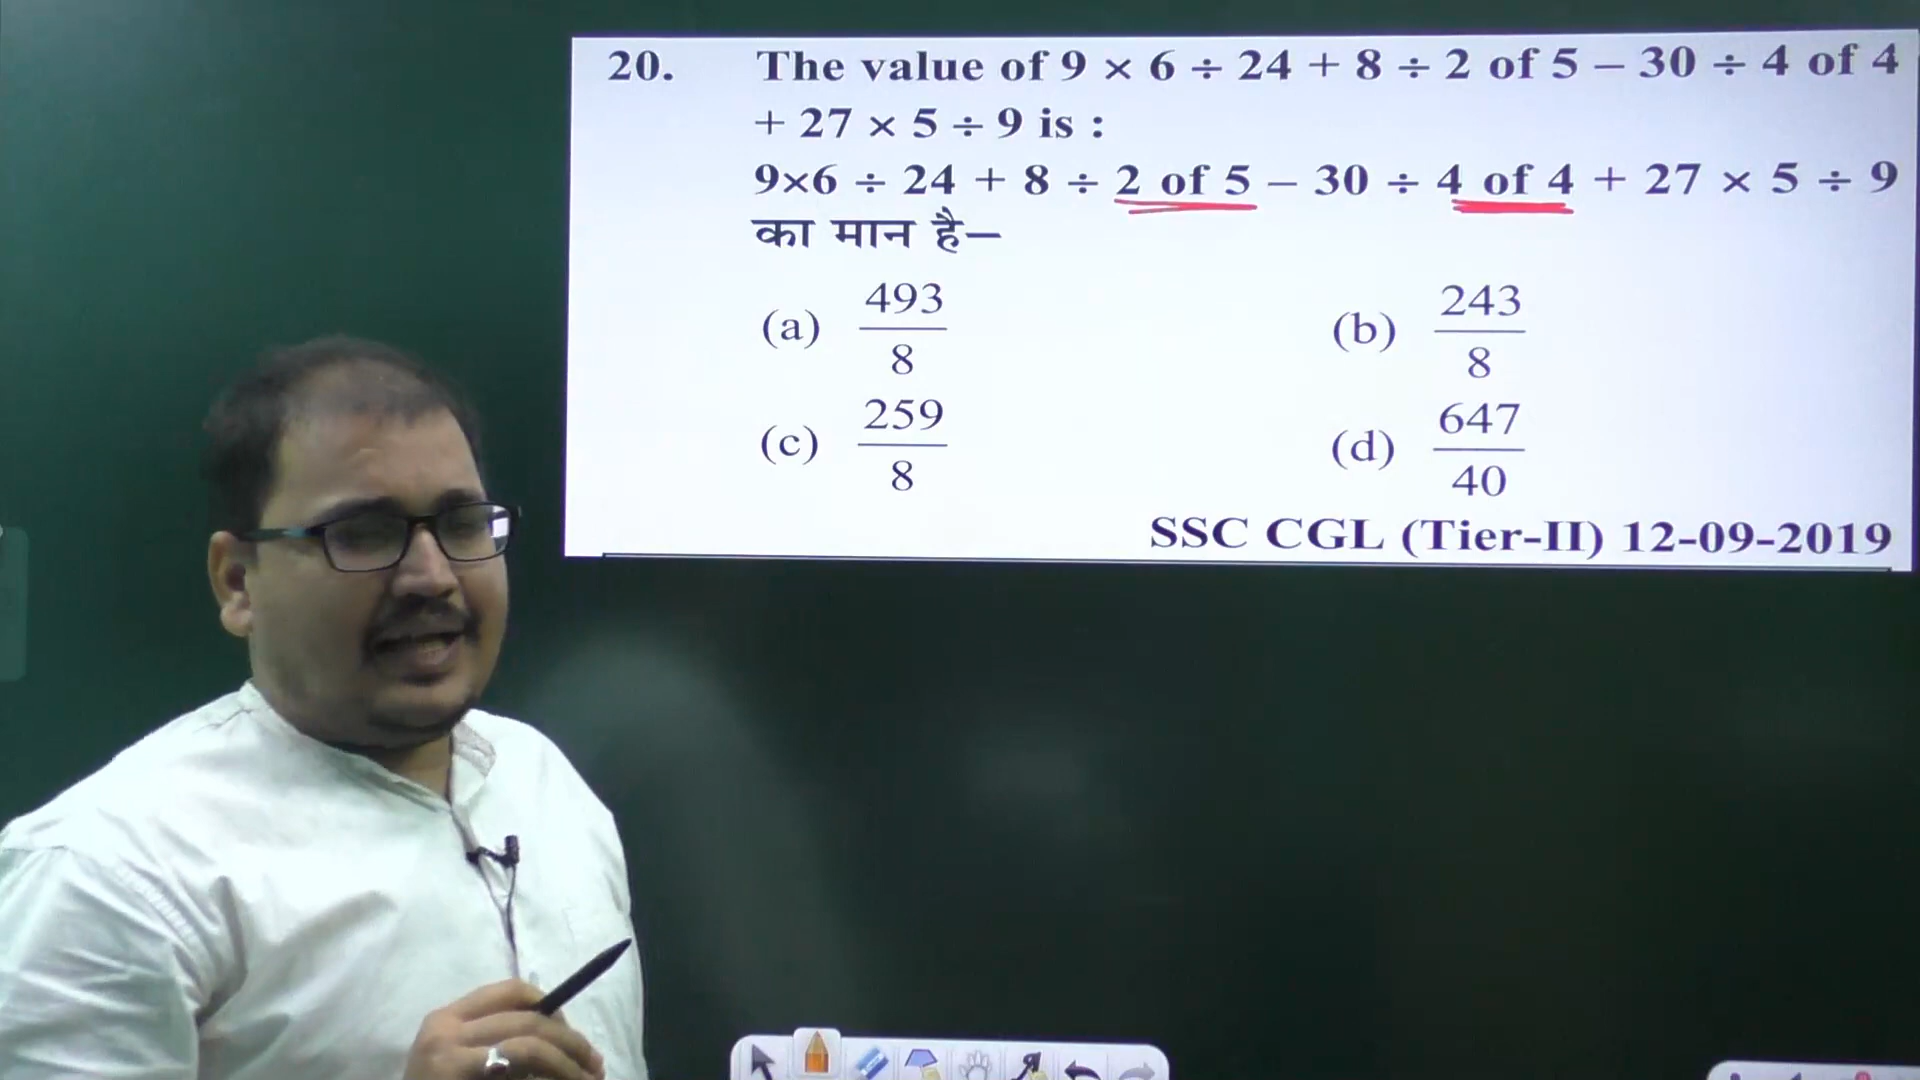 20. The value of 9 × 6 ÷ 24 + 8 ÷ 2 of 5 – 30 ÷ 4 of 4
+ 27 × 5 ÷ 9 is :
9×6 ÷ 24 + 8 ÷ 2 of 5 – 30 ÷ 4 of 4 + 27 × 5 ÷ 9
का मान है–
(a) 493/8 (b) 243/8
(c) 259/8 (d) 647/40
SSC CGL (Tier-II) 12-09-2019